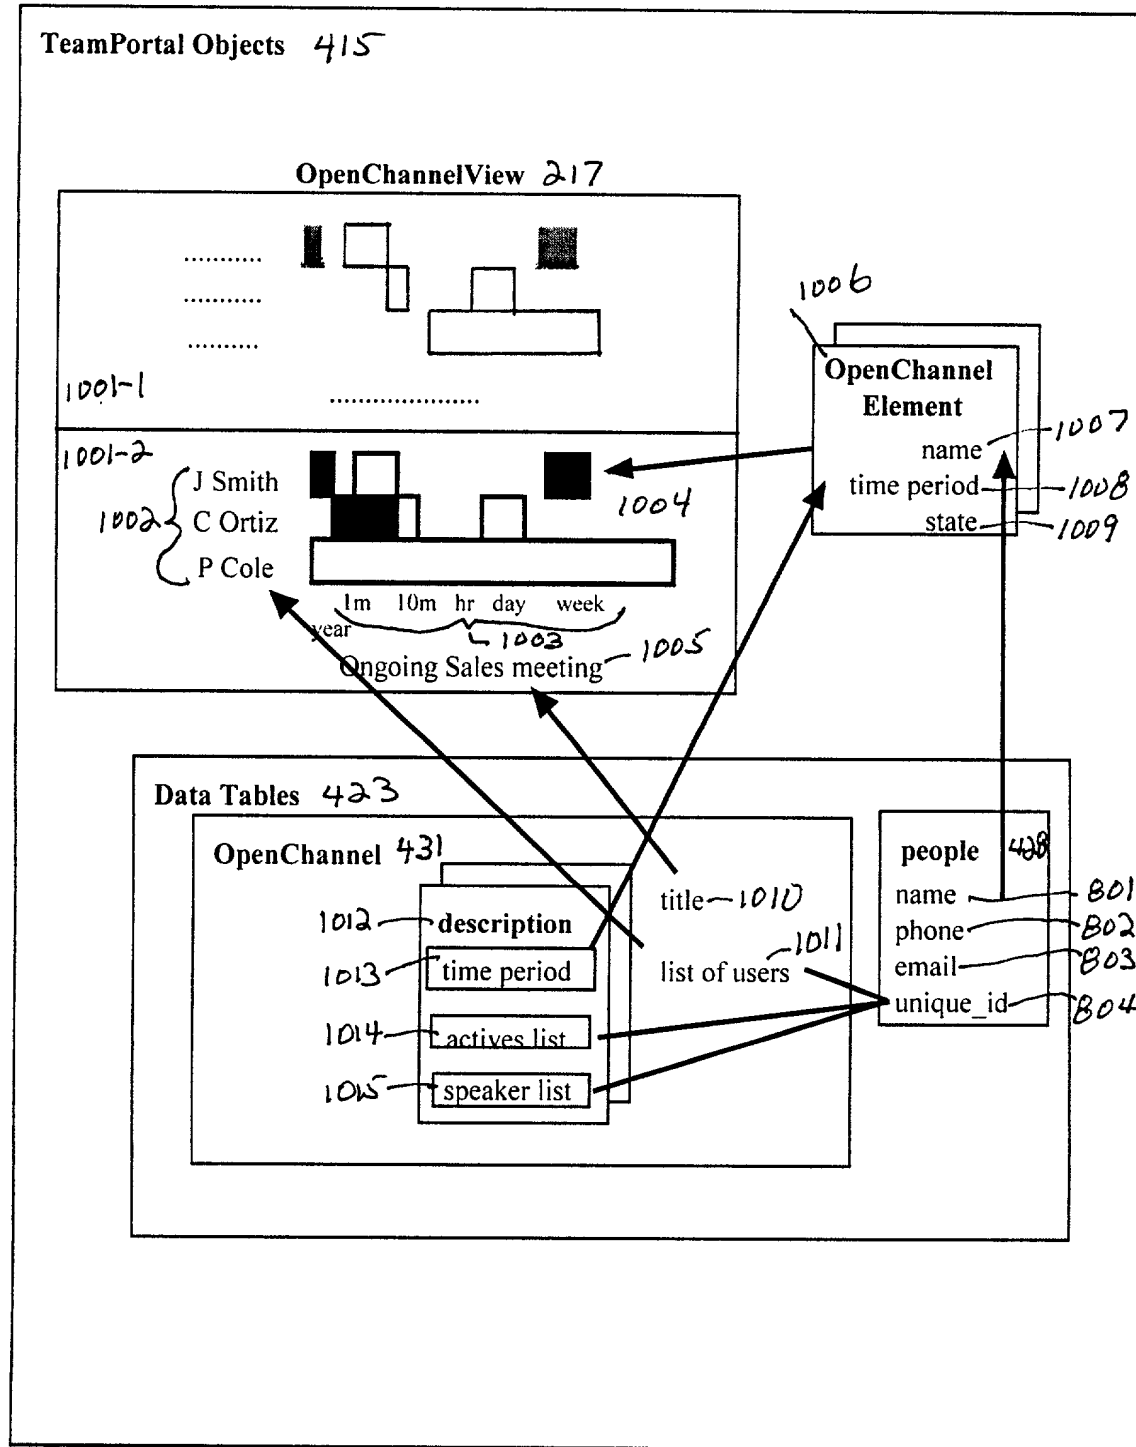 TeamPortal Objects 415
OpenChannelView 217
1001-1
1001-2
J Smith
C Ortiz
P Cole
1002
1004
1m 10m hr day week
year
1003
Ongoing Sales meeting 1005
1006
OpenChannel
Element
name 1007
time period 1008
state 1009
Data Tables 423
OpenChannel 431
1012 description
1013 time period
1014 actives list
1015 speaker list
title 1010
list of users 1011
people 428
name 801
phone 802
email 803
unique_id 804